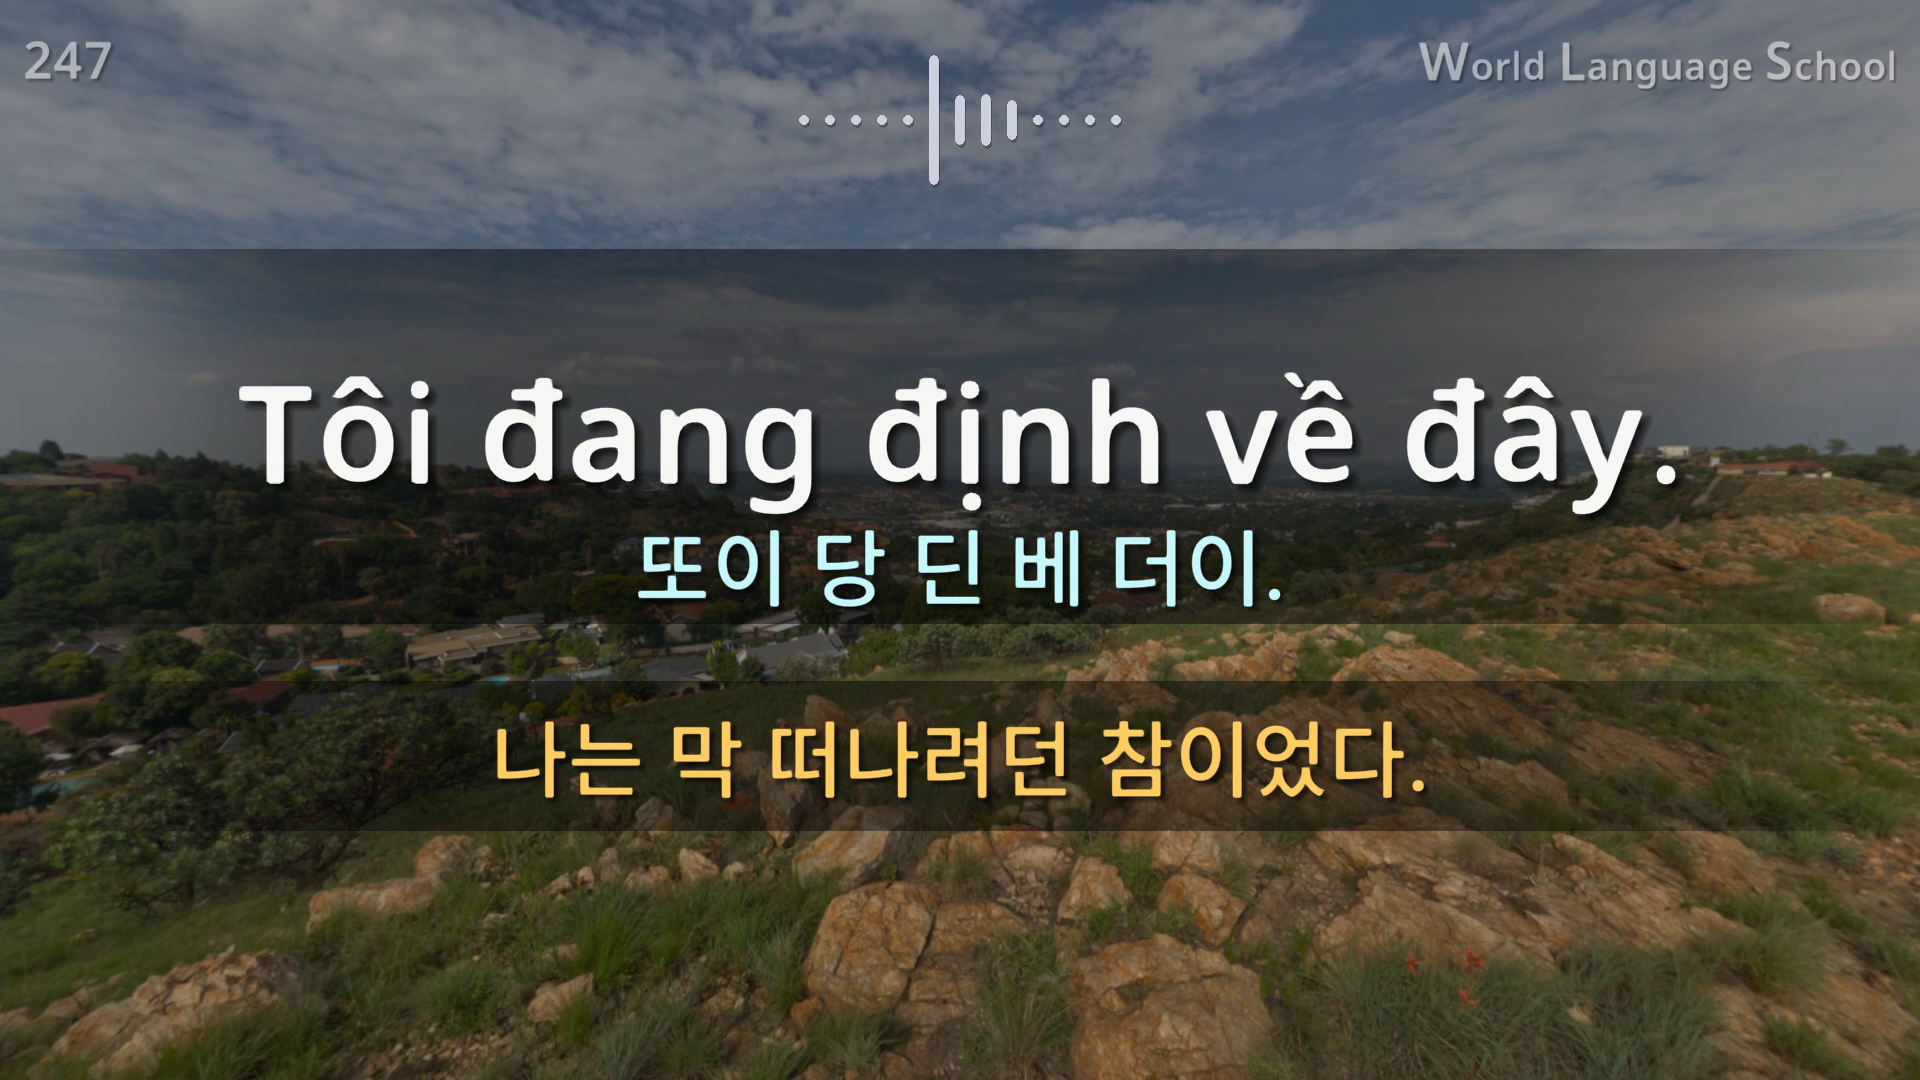 247
World Language School
Tôi đang định về đây.
또이 당 딘 베 더이.
나는 막 떠나려던 참이었다.